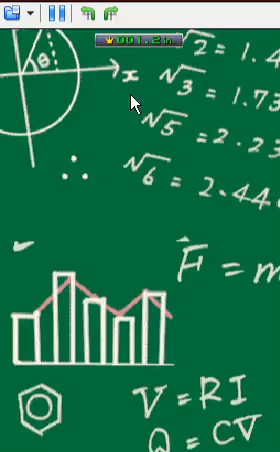 001.2m
√2 = 1.4
θ
x
√3 = 1.73
√5 = 2.23
√6 = 2.44
∴
F = m
V = RI
Q = CV